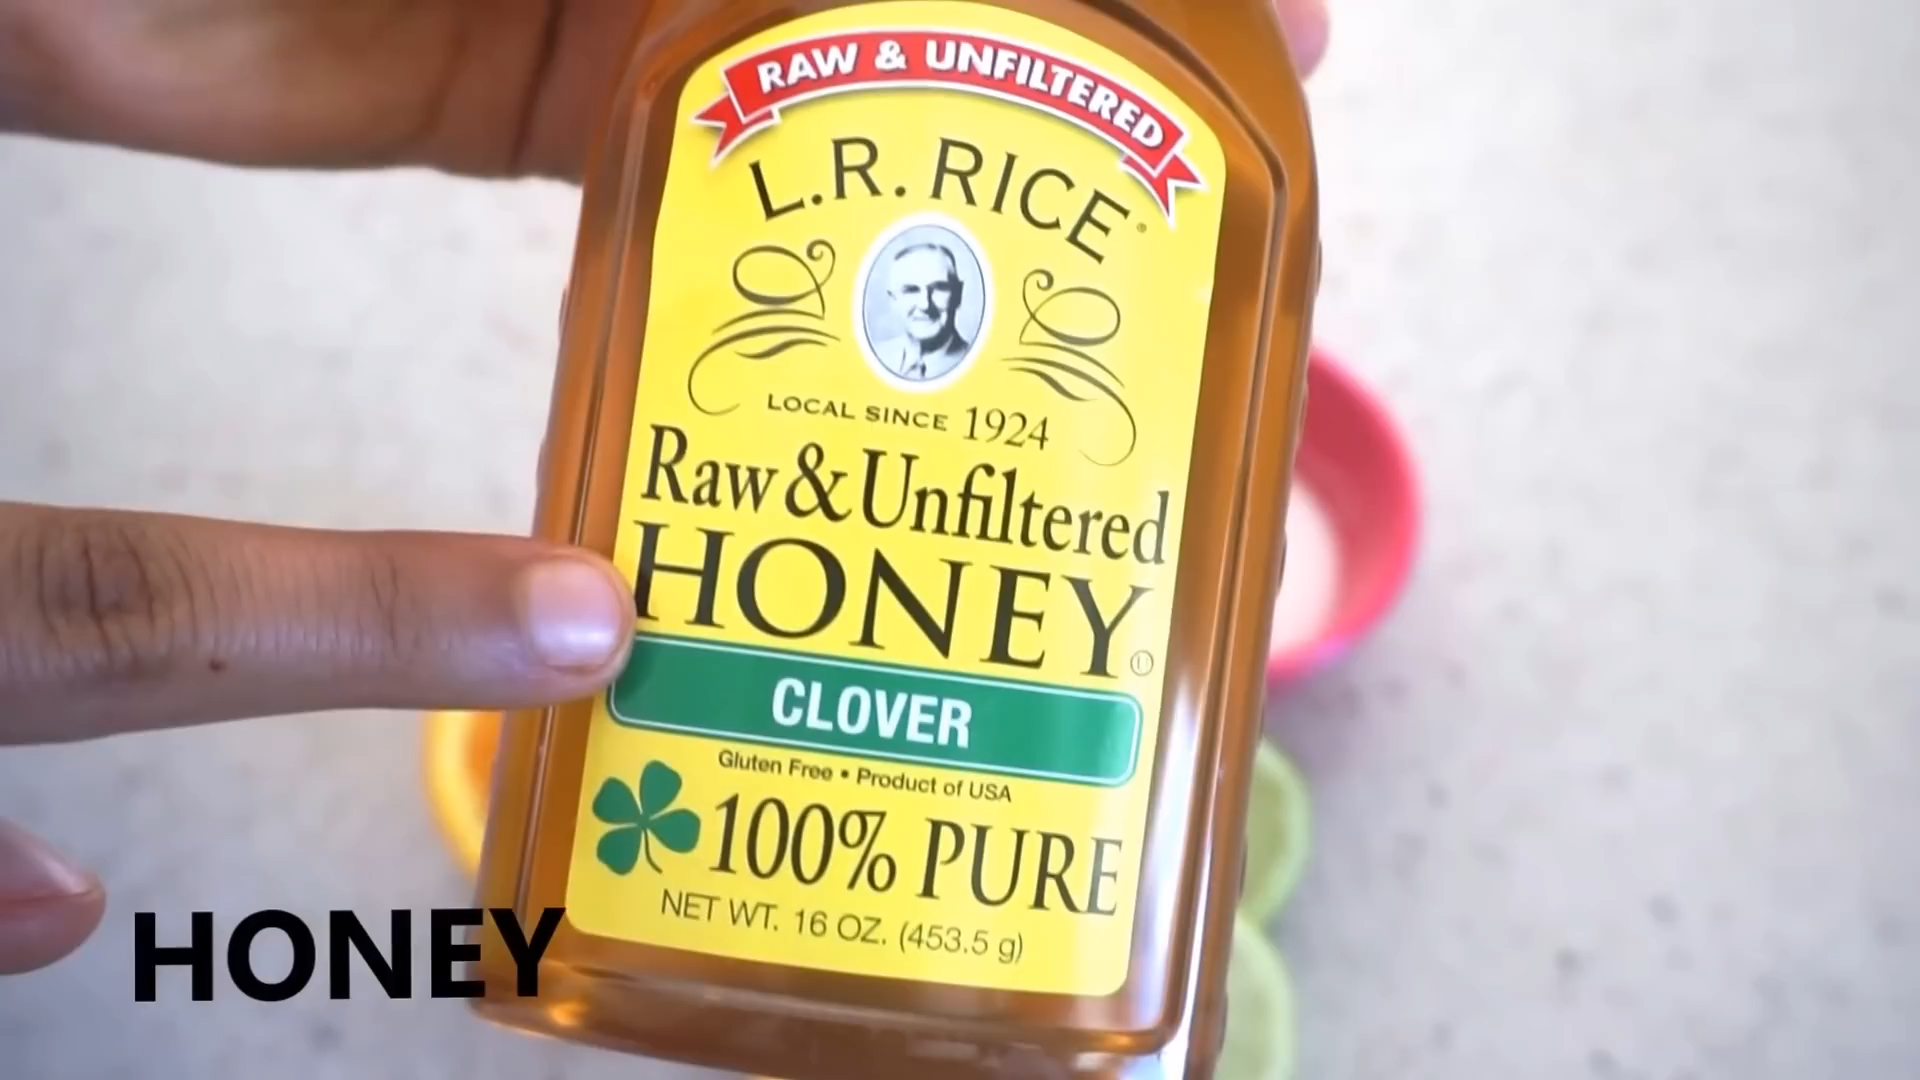 RAW & UNFILTERED
L.R. RICE
LOCAL SINCE 1924
Raw & Unfiltered
HONEY
CLOVER
Gluten Free • Product of USA
100% PURE
NET WT. 16 OZ. (453.5 g)
HONEY